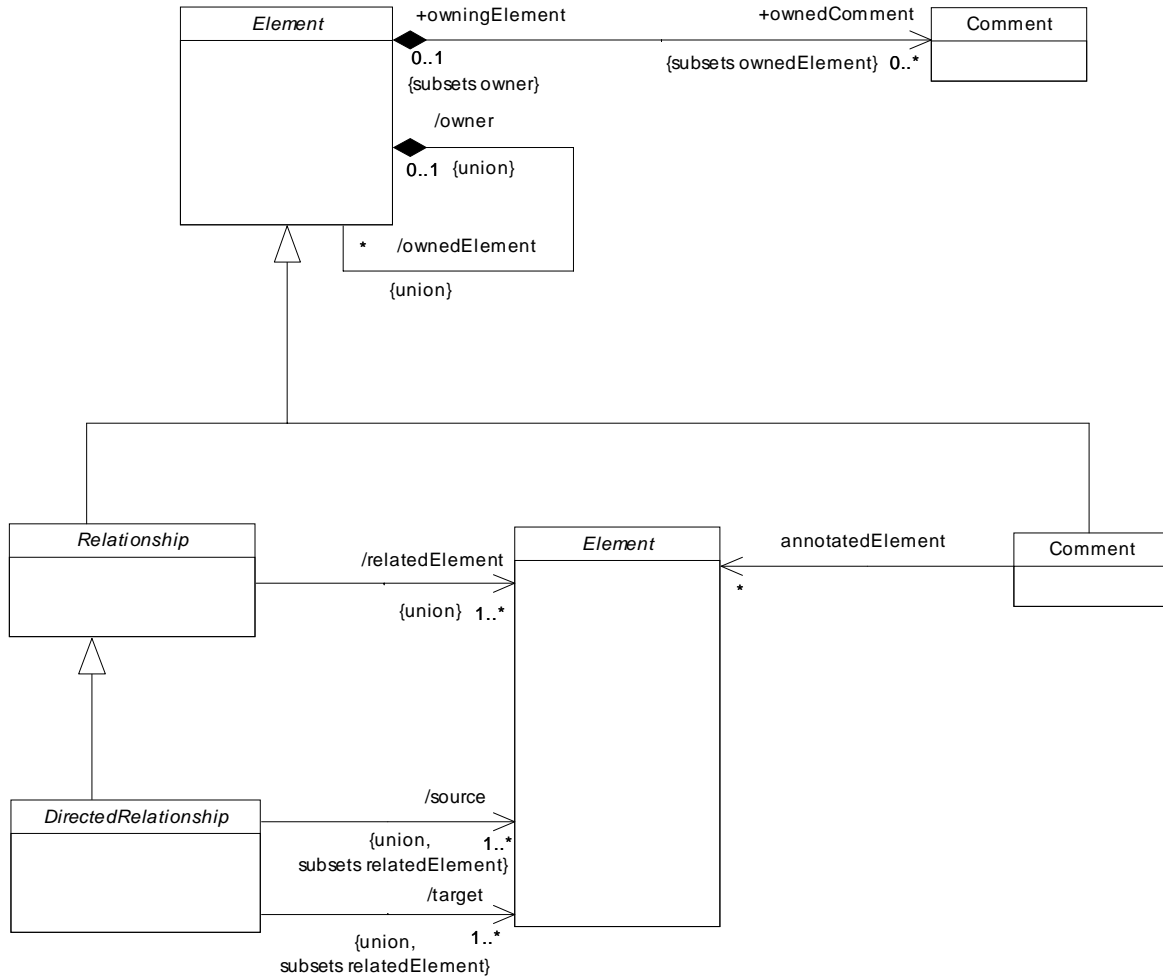 +owningElement
+ownedComment
Element
Comment
0..1
{subsets ownedElement}
0..*
{subsets owner}
/owner
0..1
{union}
*
/ownedElement
{union}
Relationship
Element
annotatedElement
Comment
/relatedElement
*
{union}
1..*
/source
DirectedRelationship
{union,
1..*
subsets relatedElement}
/target
1..*
{union,
subsets relatedElement}